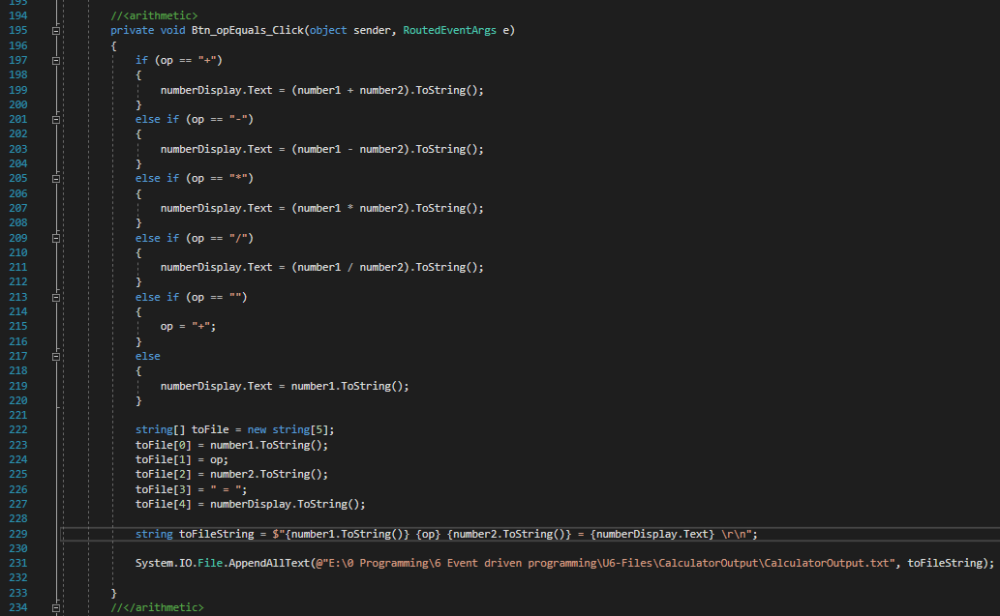 193
194 //<arithmetic>
195 private void Btn_opEquals_Click(object sender, RoutedEventArgs e)
196 {
197 if (op == "+")
198 {
199 numberDisplay.Text = (number1 + number2).ToString();
200 }
201 else if (op == "-")
202 {
203 numberDisplay.Text = (number1 - number2).ToString();
204 }
205 else if (op == "*")
206 {
207 numberDisplay.Text = (number1 * number2).ToString();
208 }
209 else if (op == "/")
210 {
211 numberDisplay.Text = (number1 / number2).ToString();
212 }
213 else if (op == "")
214 {
215 op = "+";
216 }
217 else
218 {
219 numberDisplay.Text = number1.ToString();
220 }
221
222 string[] toFile = new string[5];
223 toFile[0] = number1.ToString();
224 toFile[1] = op;
225 toFile[2] = number2.ToString();
226 toFile[3] = " = ";
227 toFile[4] = numberDisplay.ToString();
228
229 string toFileString = $"{number1.ToString()} {op} {number2.ToString()} = {numberDisplay.Text} \r\n";
230
231 System.IO.File.AppendAllText(@"E:\0 Programming\6 Event driven programming\U6-Files\CalculatorOutput\CalculatorOutput.txt", toFileString);
232
233 }
234 //</arithmetic>